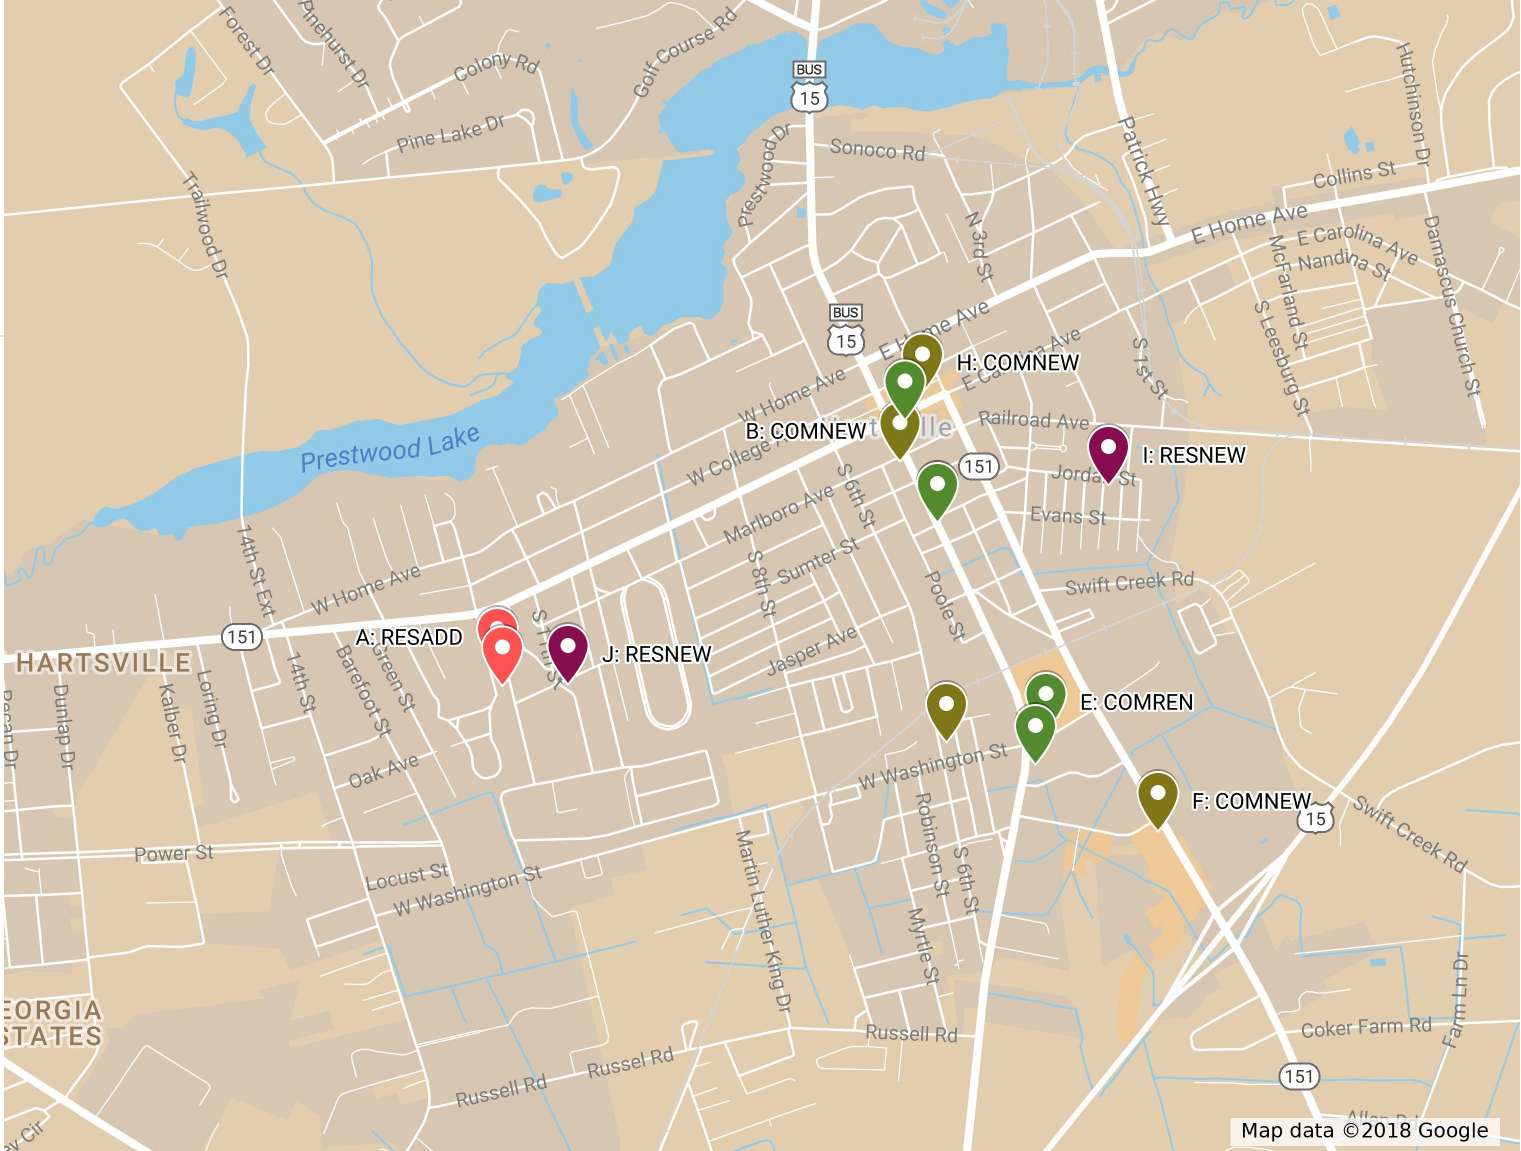 Forest Dr
Pinehurst Dr
Colony Rd
Golf Course Rd
BUS
15
Pine Lake Dr
Prestwood Dr
Sonoco Rd
Patrick Hwy
Hutchinson Dr
Collins St
Trailwood Dr
N 3rd St
E Home Ave
E Carolina Ave
Nandina St
McFarland St
S Leesburg St
Damascus Church St
BUS
15
E Home Ave
H: COMNEW
S 1st St
W Home Ave
Railroad Ave
B: COMNEW
Prestwood Lake
W College
151
I: RESNEW
Jordan St
S 6th St
Marlboro Ave
Evans St
14th St Ext
Sumter St
S 8th St
W Home Ave
Poole St
Swift Creek Rd
151
A: RESADD
S 11th St
J: RESNEW
Jasper Ave
HARTSVILLE
Dunlap Dr
Kalber Dr
Loring Dr
14th St
Barefoot St
Green St
E: COMREN
Oak Ave
W Washington St
F: COMNEW
15
Swift Creek Rd
Power St
Locust St
W Washington St
Martin Luther King Dr
Robinson St
S 6th St
Myrtle St
EORGIA
STATES
Russell Rd
Coker Farm Rd
Farm Ln Dr
Russel Rd
Russell Rd
151
ey Cir
Map data ©2018 Google